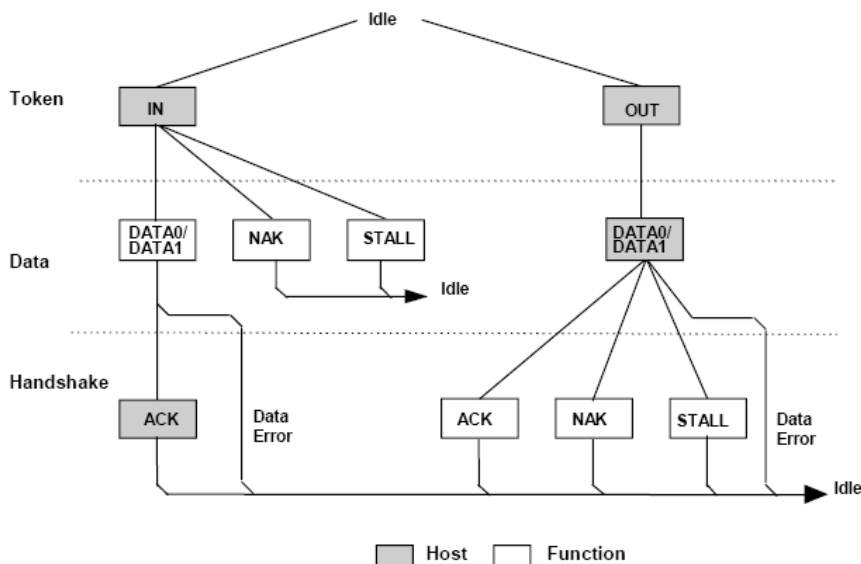 Idle
Token
IN
OUT
Data
DATA0/
DATA1
NAK
STALL
Idle
DATA0/
DATA1
Handshake
ACK
Data
Error
ACK
NAK
STALL
Data
Error
Idle
Host
Function